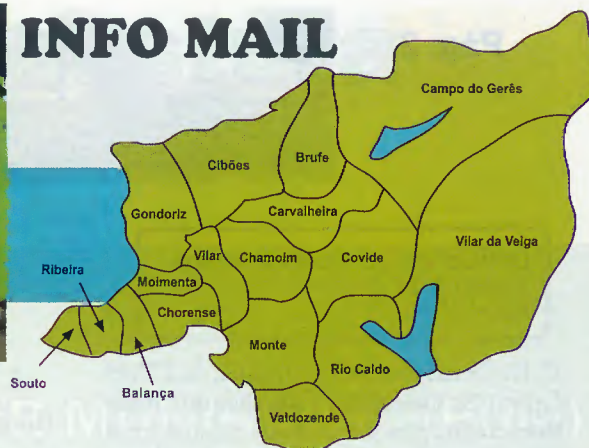 INFO MAIL
Campo do Gerês
Cibões
Brufe
Gondoriz
Carvalheira
Vilar
Chamoim
Covide
Vilar da Veiga
Ribeira
Moimenta
Chorense
Monte
Rio Caldo
Souto
Balança
Valdozende